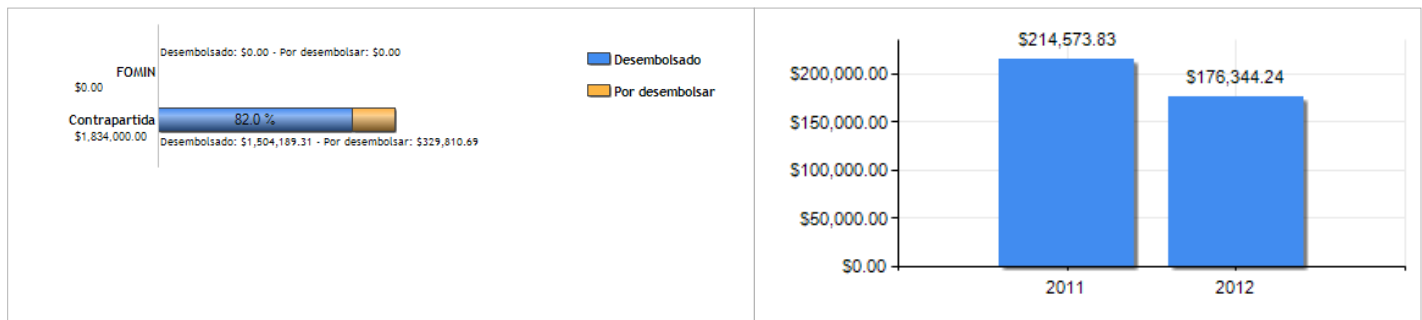 Desembolsado: $0.00 - Por desembolsar: $0.00
FOMIN
$0.00
Contrapartida
$1,834,000.00
82.0 %
Desembolsado: $1,504,189.31 - Por desembolsar: $329,810.69
Desembolsado
Por desembolsar
$214,573.83
$176,344.24
$200,000.00
$150,000.00
$100,000.00
$50,000.00
$0.00
2011 2012